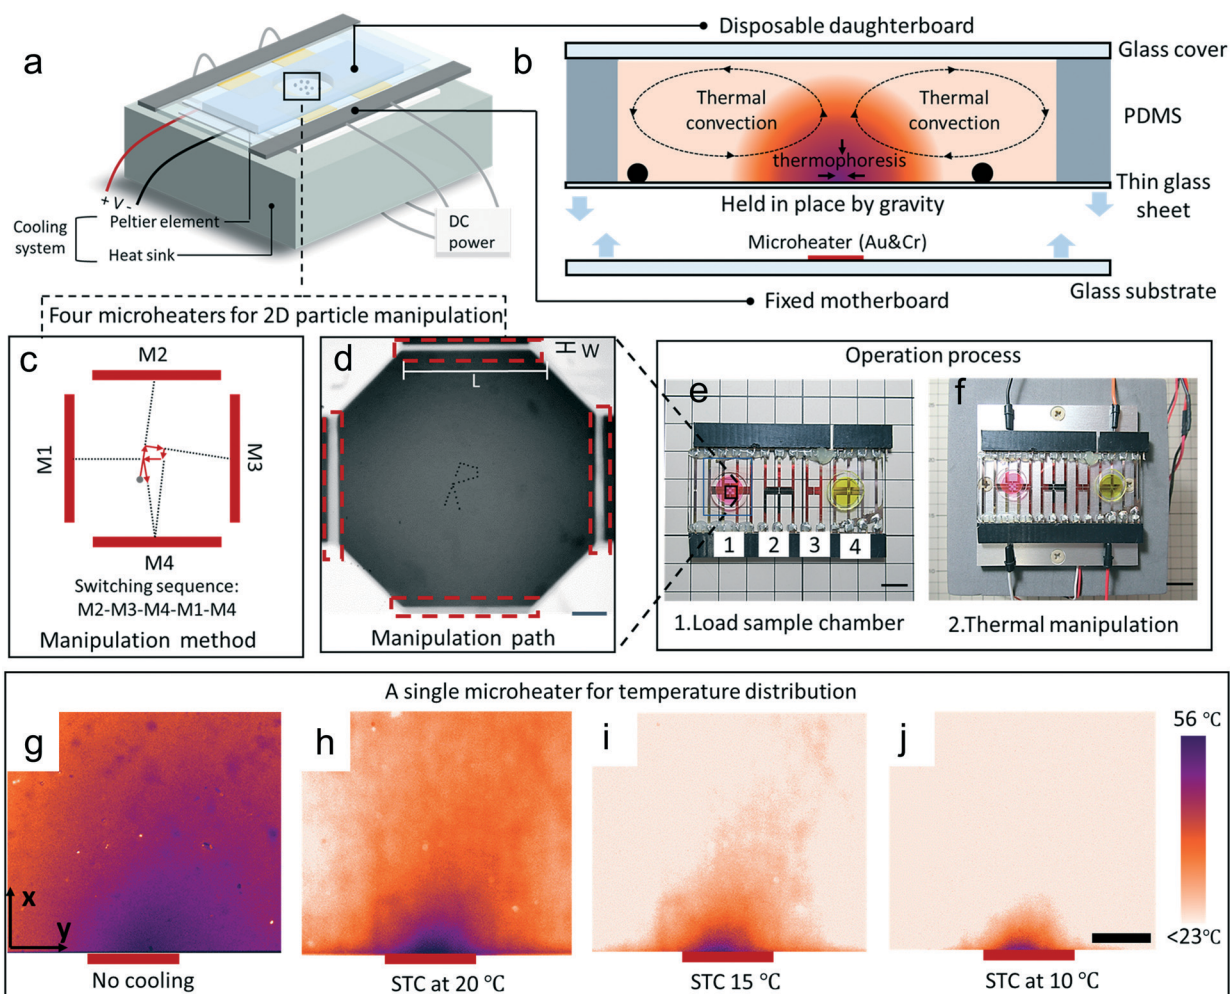 a
Disposable daughterboard
+ V -
Cooling
system
Peltier element
Heat sink
DC
power
b
Glass cover
Thermal
convection
Thermal
convection
PDMS
thermophoresis
Thin glass
sheet
Held in place by gravity
Microheater (Au&Cr)
Glass substrate
Fixed motherboard
Four microheaters for 2D particle manipulation
c
M2
M1
M3
M4
Switching sequence:
M2-M3-M4-M1-M4
Manipulation method
d
W
L
Manipulation path
Operation process
e
1
2
3
4
1.Load sample chamber
f
2.Thermal manipulation
A single microheater for temperature distribution
g
x
y
No cooling
h
STC at 20 ℃
i
STC 15 ℃
j
STC at 10 ℃
56 ℃
<23℃